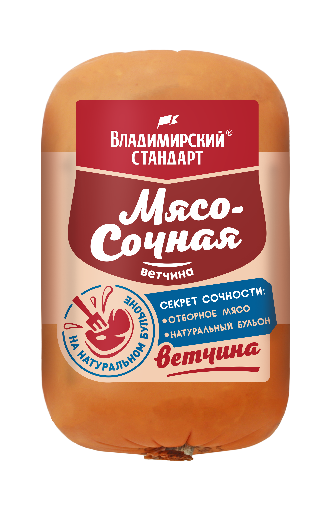 Владимирский®
стандарт
Мясо-
Сочная
ветчина
НА НАТУРАЛЬНОМ БУЛЬОНЕ
СЕКРЕТ СОЧНОСТИ:
• ОТБОРНОЕ МЯСО
• НАТУРАЛЬНЫЙ БУЛЬОН
ветчина